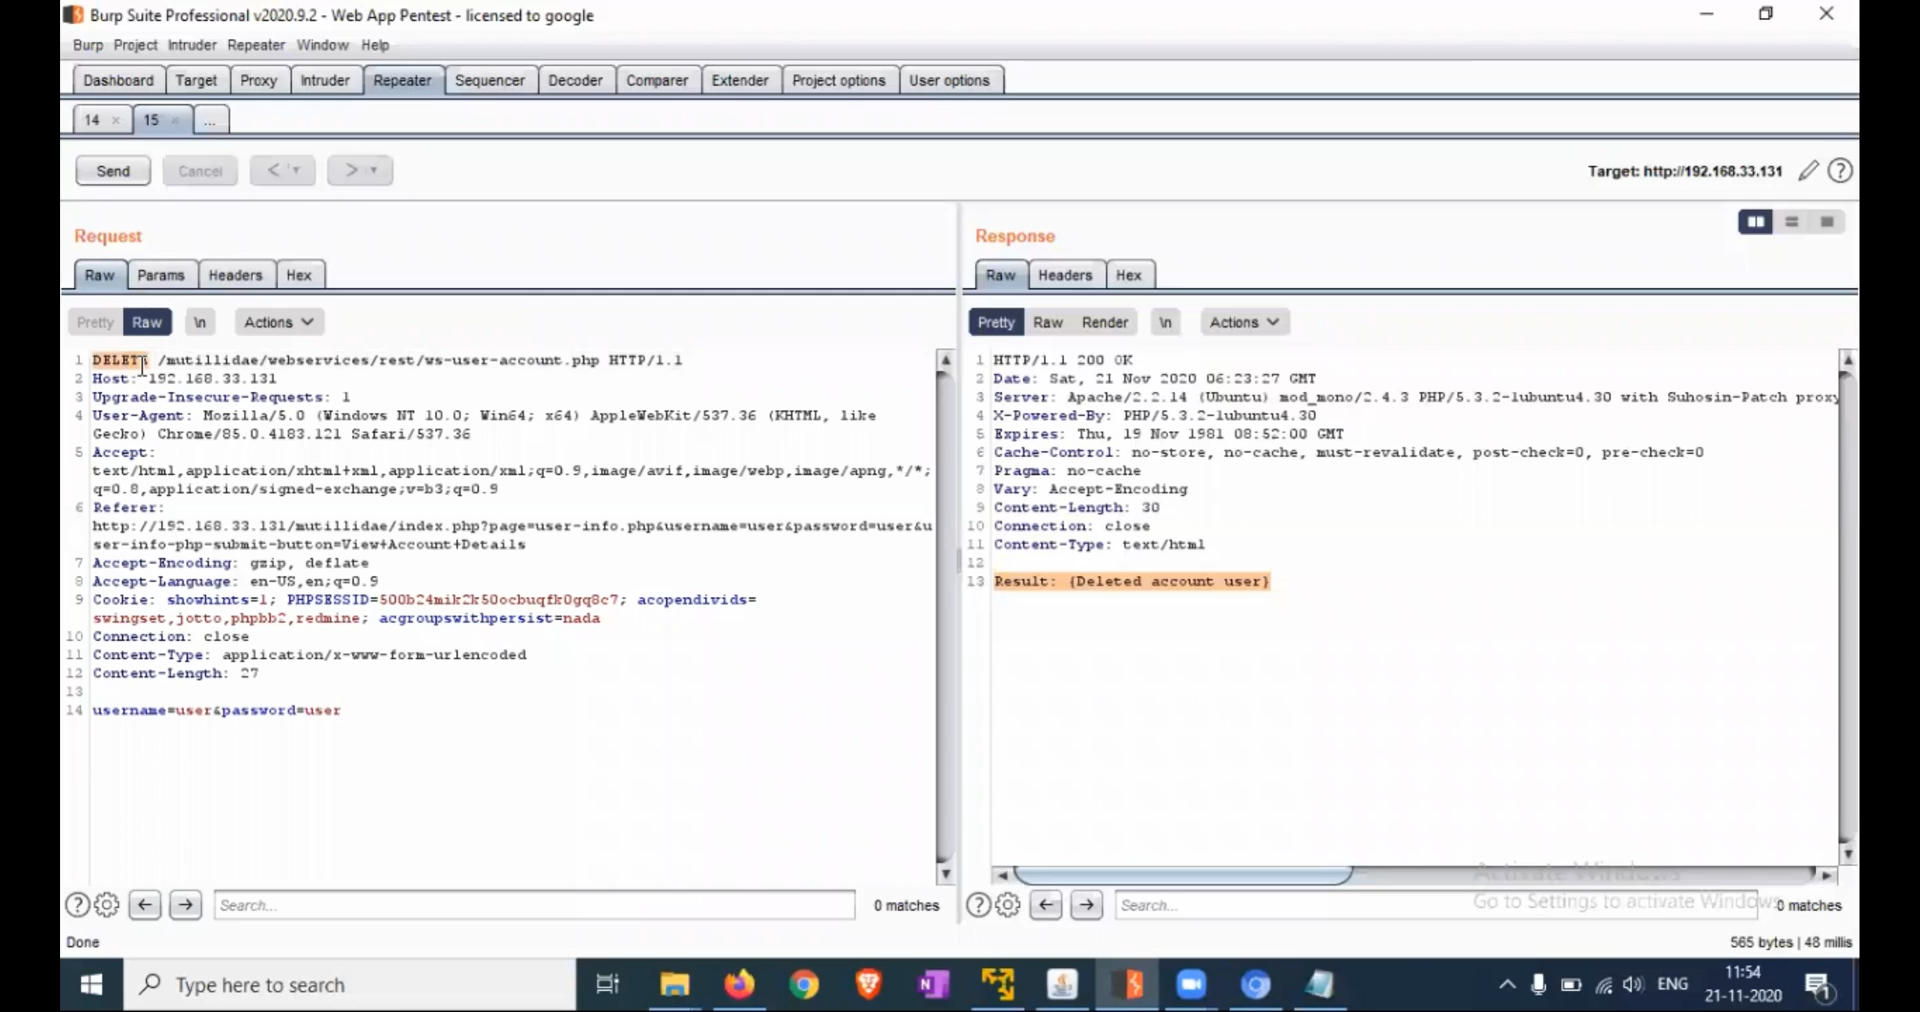 Burp Suite Professional v2020.9.2 - Web App Pentest - licensed to google
Burp Project Intruder Repeater Window Help
Dashboard Target Proxy Intruder Repeater Sequencer Decoder Comparer Extender Project options User options
14 × 15 × ...
Send Cancel < > Target: http://192.168.33.131
Request
Raw Params Headers Hex
Pretty Raw \n Actions
1 DELETE /mutillidae/webservices/rest/ws-user-account.php HTTP/1.1
2 Host: 192.168.33.131
3 Upgrade-Insecure-Requests: 1
4 User-Agent: Mozilla/5.0 (Windows NT 10.0; Win64; x64) AppleWebKit/537.36 (KHTML, like
Gecko) Chrome/85.0.4183.121 Safari/537.36
5 Accept:
text/html,application/xhtml+xml,application/xml;q=0.9,image/avif,image/webp,image/apng,*/*;
q=0.8,application/signed-exchange;v=b3;q=0.9
6 Referer:
http://192.168.33.131/mutillidae/index.php?page=user-info.php&username=user&password=user&u
ser-info-php-submit-button=View+Account+Details
7 Accept-Encoding: gzip, deflate
8 Accept-Language: en-US,en;q=0.9
9 Cookie: showhints=1; PHPSESSID=500b24mik2k50ocbuqfk0gq8c7; acopendivids=
swingset,jotto,phpbb2,redmine; acgroupswithpersist=nada
10 Connection: close
11 Content-Type: application/x-www-form-urlencoded
12 Content-Length: 27
13
14 username=user&password=user
Search... 0 matches
Response
Raw Headers Hex
Pretty Raw Render \n Actions
1 HTTP/1.1 200 OK
2 Date: Sat, 21 Nov 2020 06:23:27 GMT
3 Server: Apache/2.2.14 (Ubuntu) mod_mono/2.4.3 PHP/5.3.2-1ubuntu4.30 with Suhosin-Patch proxy
4 X-Powered-By: PHP/5.3.2-1ubuntu4.30
5 Expires: Thu, 19 Nov 1981 08:52:00 GMT
6 Cache-Control: no-store, no-cache, must-revalidate, post-check=0, pre-check=0
7 Pragma: no-cache
8 Vary: Accept-Encoding
9 Content-Length: 30
10 Connection: close
11 Content-Type: text/html
12
13 Result: {Deleted account user}
Activate Windows
Go to Settings to activate Windows
Search... 0 matches
Done 565 bytes | 48 millis
Type here to search ENG 11:54
21-11-2020
1